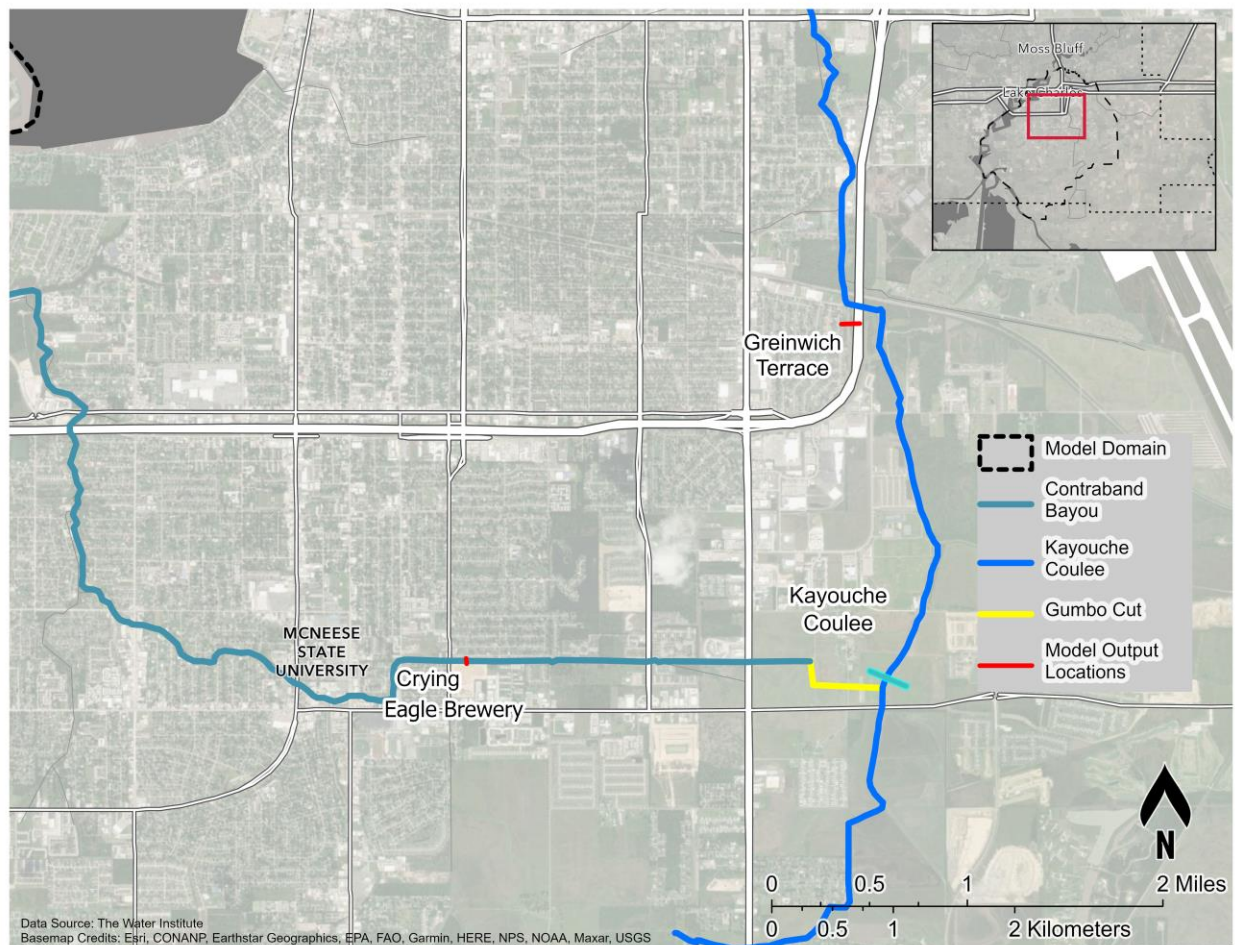 Moss Bluff
Lake Charles
Greinwich
Terrace
Model Domain
Contraband
Bayou
Kayouche
Coulee
Gumbo Cut
Model Output
Locations
Kayouche
Coulee
MCNEESE
STATE
UNIVERSITY
Crying
Eagle Brewery
N
0 0.5 1 2 Miles
0 0.5 1 2 Kilometers
Data Source: The Water Institute
Basemap Credits: Esri, CONANP, Earthstar Geographics, EPA, FAO, Garmin, HERE, NPS, NOAA, Maxar, USGS